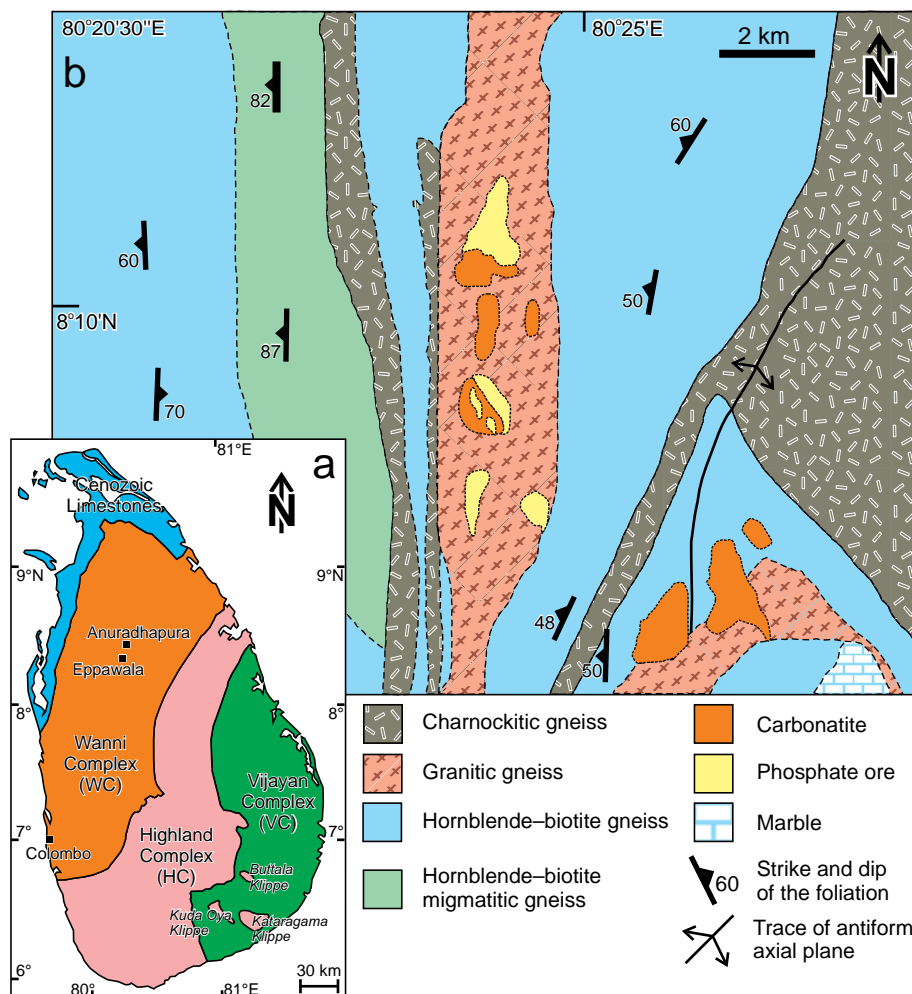 80°20'30"E
80°25'E
b
2 km
N
82
60
60
8°10'N
50
87
70
48
50
81°E
a
Cenozoic
Limestones
N
9°N
9°
Anuradhapura
Eppawala
8°
8°
Wanni
Complex
(WC)
Vijayan
Complex
(VC)
7°
7°
Colombo
Highland
Complex
(HC)
Buttala
Klippe
Kuda Oya
Klippe
Kataragama
Klippe
6°
80°
81°E
30 km
Charnockitic gneiss
Granitic gneiss
Hornblende–biotite gneiss
Hornblende–biotite
migmatitic gneiss
Carbonatite
Phosphate ore
Marble
60
Strike and dip
of the foliation
Trace of antiform
axial plane